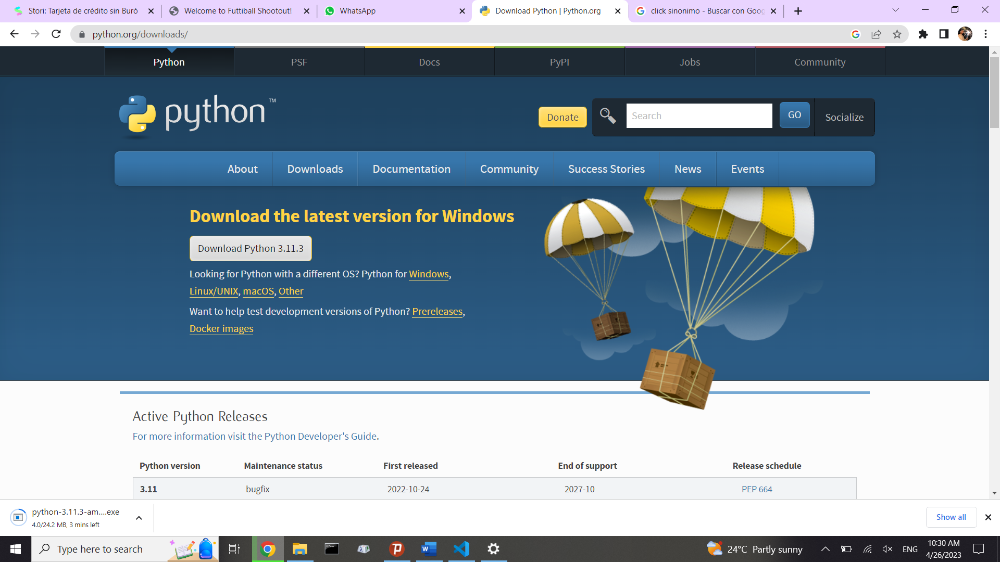 Stori: Tarjeta de crédito sin Buró
Welcome to Futtiball Shootout!
WhatsApp
Download Python | Python.org
click sinonimo - Buscar con Goog
python.org/downloads/
Python
PSF
Docs
PyPI
Jobs
Community
python™
Donate
Search
GO
Socialize
About
Downloads
Documentation
Community
Success Stories
News
Events
Download the latest version for Windows
Download Python 3.11.3
Looking for Python with a different OS? Python for Windows,
Linux/UNIX, macOS, Other
Want to help test development versions of Python? Prereleases,
Docker images
Active Python Releases
For more information visit the Python Developer's Guide.
Python version Maintenance status First released End of support Release schedule
3.11 bugfix 2022-10-24 2027-10 PEP 664
python-3.11.3-am....exe
4.0/24.2 MB, 3 mins left
Show all
Type here to search
24°C Partly sunny
ENG
10:30 AM
4/26/2023